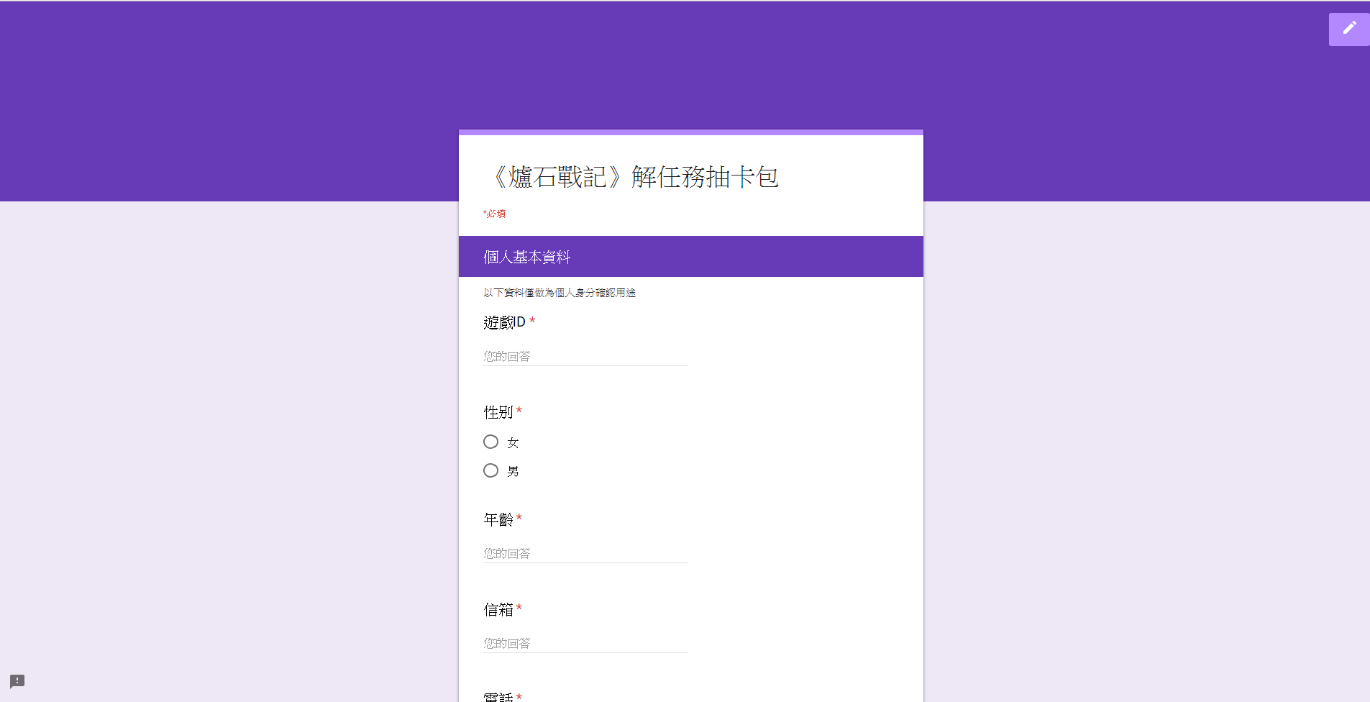 《爐石戰記》解任務抽卡包
*必填
個人基本資料
以下資料僅做為個人身分確認用途
遊戲ID *
您的回答
性別 *
女
男
年齡 *
您的回答
信箱 *
您的回答
電話 *